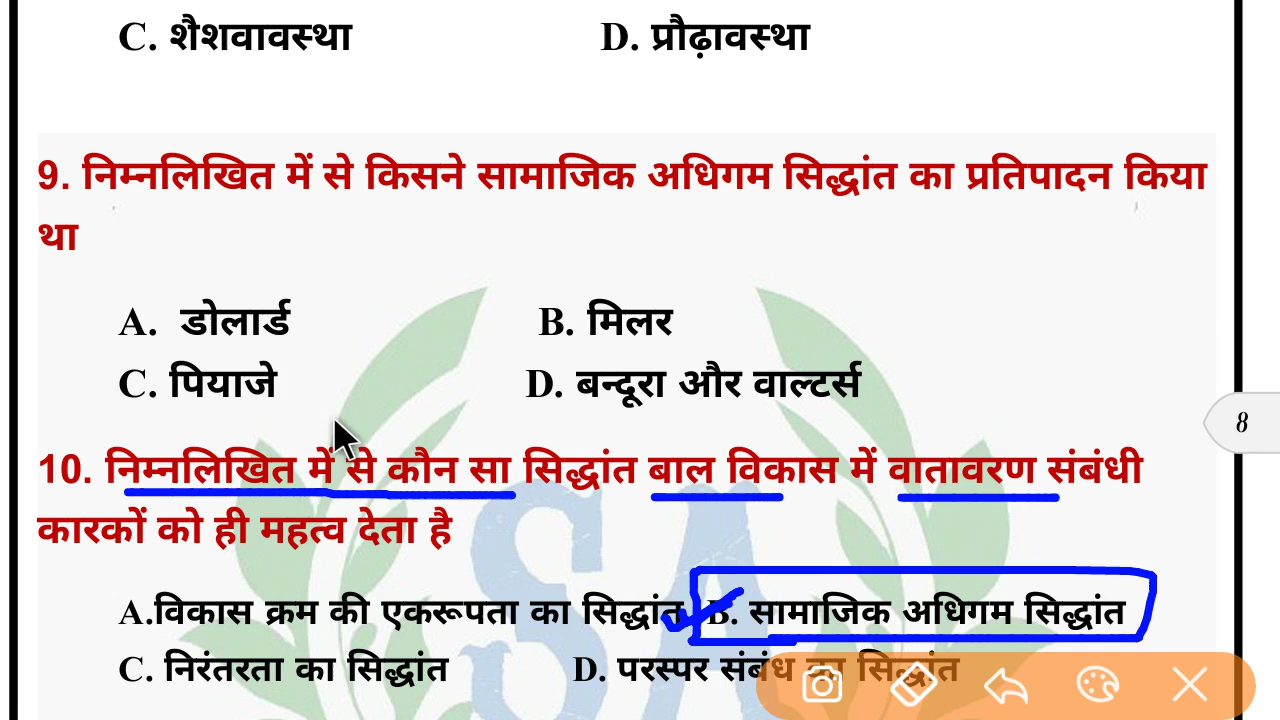 C. शैशवावस्था D. प्रौढ़ावस्था
9. निम्नलिखित में से किसने सामाजिक अधिगम सिद्धांत का प्रतिपादन किया
था
A. डोलार्ड B. मिलर
C. पियाजे D. बन्दूरा और वाल्टर्स
8
10. निम्नलिखित में से कौन सा सिद्धांत बाल विकास में वातावरण संबंधी
कारकों को ही महत्व देता है
A.विकास क्रम की एकरूपता का सिद्धांत B. सामाजिक अधिगम सिद्धांत
C. निरंतरता का सिद्धांत D. परस्पर संबंध का सिद्धांत
SA